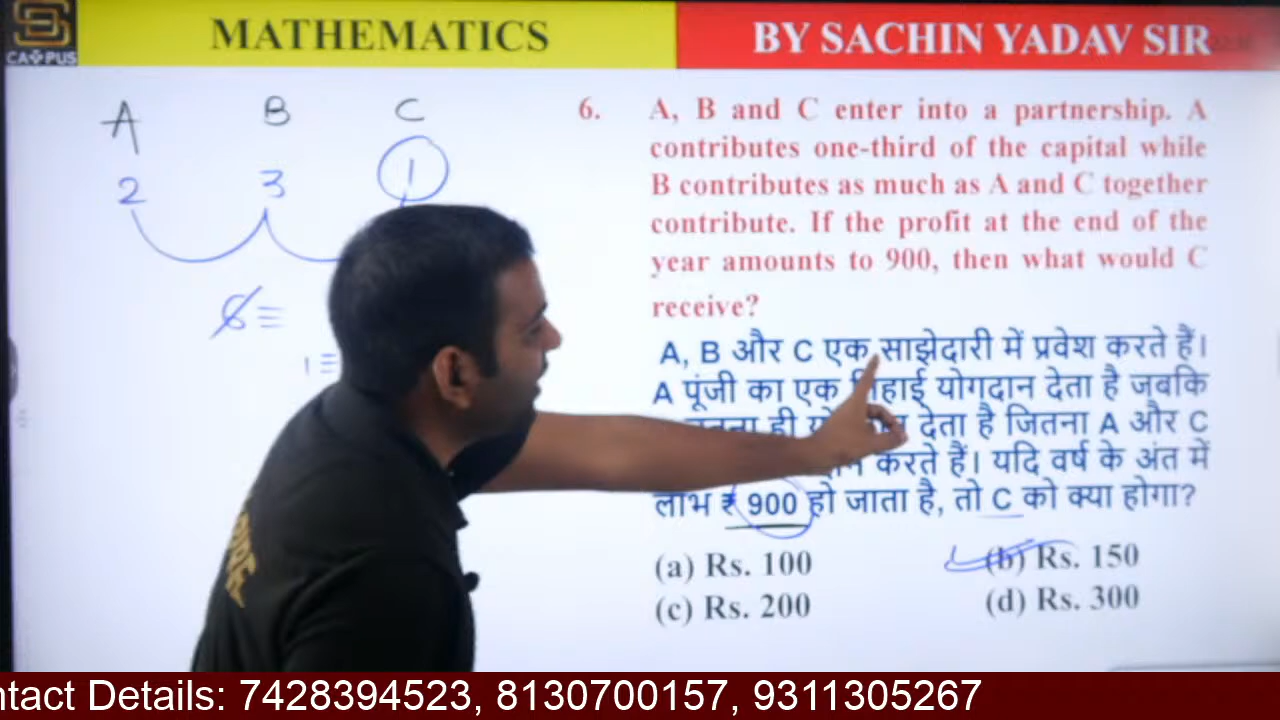 CAMPUS
MATHEMATICS
BY SACHIN YADAV SIR
A B C
2 3 1
6 ≡
1 ≡
6. A, B and C enter into a partnership. A
contributes one-third of the capital while
B contributes as much as A and C together
contribute. If the profit at the end of the
year amounts to 900, then what would C
receive?
A, B और C एक साझेदारी में प्रवेश करते हैं।
A पूंजी का एक योगदान देता है जबकि
ही देता है जितना A और C
करते हैं। यदि वर्ष के अंत में
लाभ ₹ 900 हो जाता है, तो C को क्या होगा?
(a) Rs. 100 (b) Rs. 150
(c) Rs. 200 (d) Rs. 300
ntact Details: 7428394523, 8130700157, 9311305267